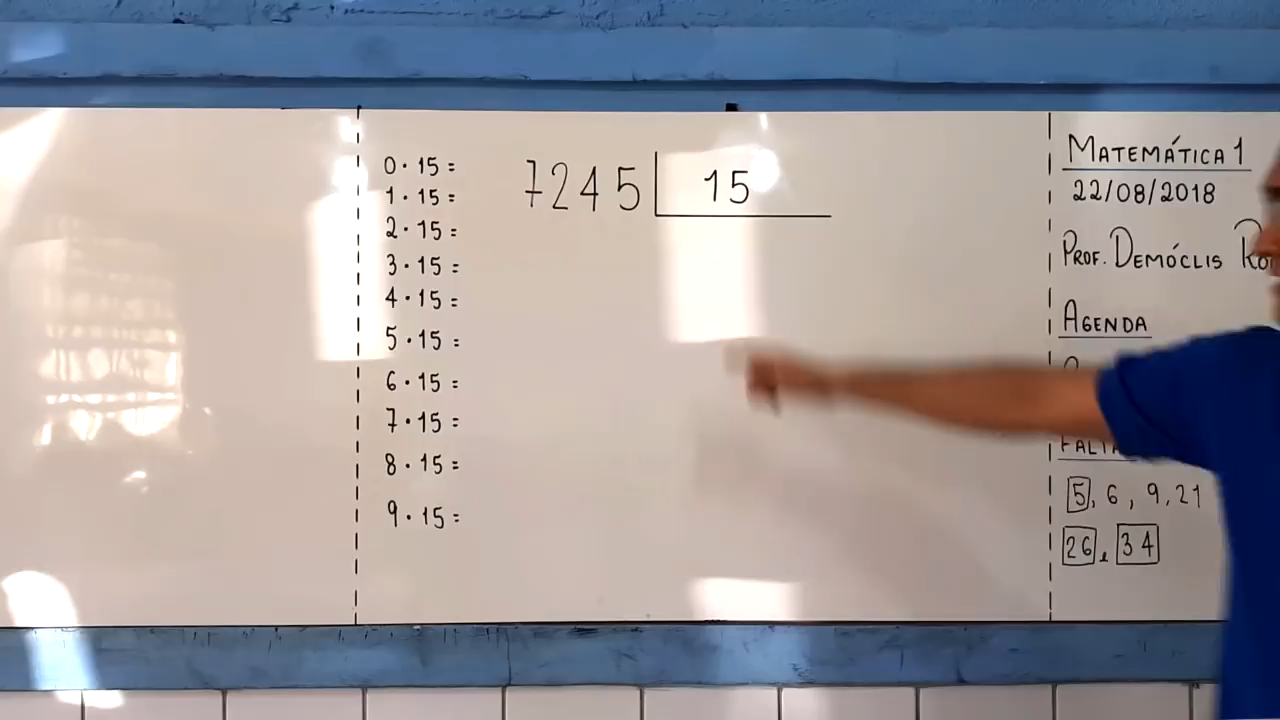 0 · 15 =
1 · 15 =
2 · 15 =
3 · 15 =
4 · 15 =
5 · 15 =
6 · 15 =
7 · 15 =
8 · 15 =
9 · 15 =
7245 15
MATEMÁTICA 1
22/08/2018
PROF. DEMÓCLIS
AGENDA
5, 6, 9, 21
26 e 34